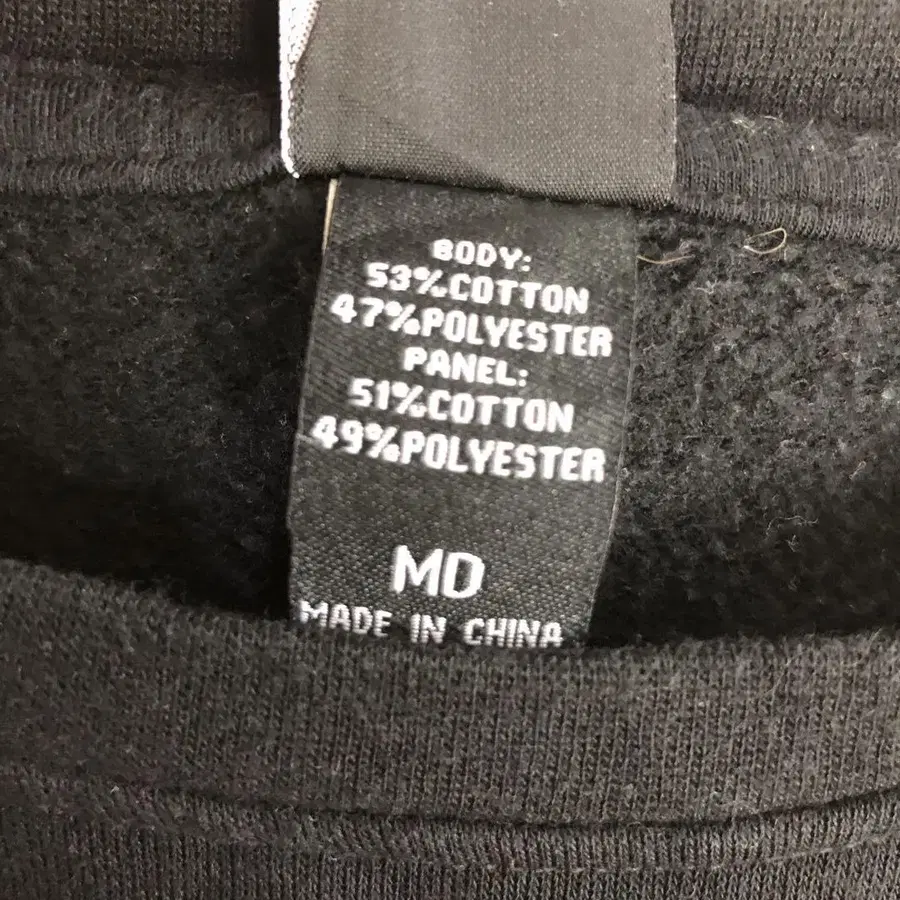 BODY:
53%COTTON
47%POLYESTER
PANEL:
51%COTTON
49%POLYESTER
MD
MADE IN CHINA